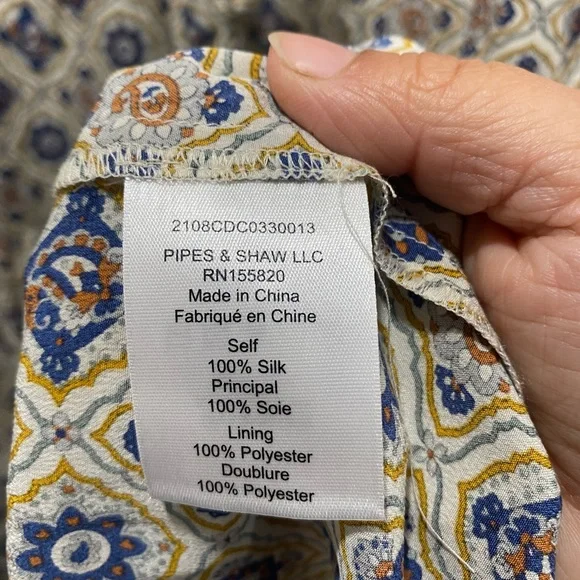 2108CDC0330013
PIPES & SHAW LLC
RN155820
Made in China
Fabriqué en Chine
Self
100% Silk
Principal
100% Soie
Lining
100% Polyester
Doublure
100% Polyester